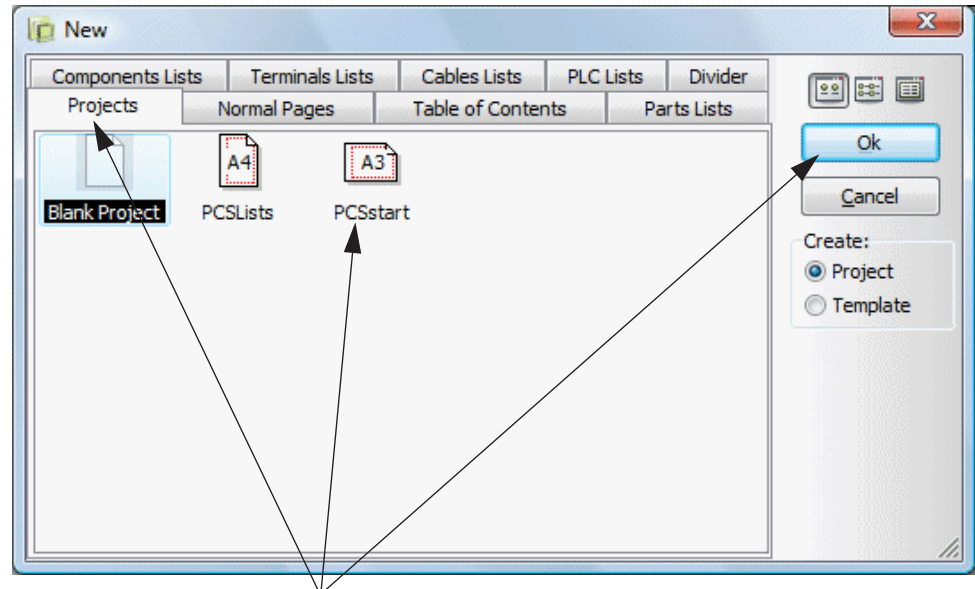 New
Components Lists Terminals Lists Cables Lists PLC Lists Divider
Projects Normal Pages Table of Contents Parts Lists
A4 A3
Blank Project PCSLists PCSstart
Ok
Cancel
Create:
Project
Template